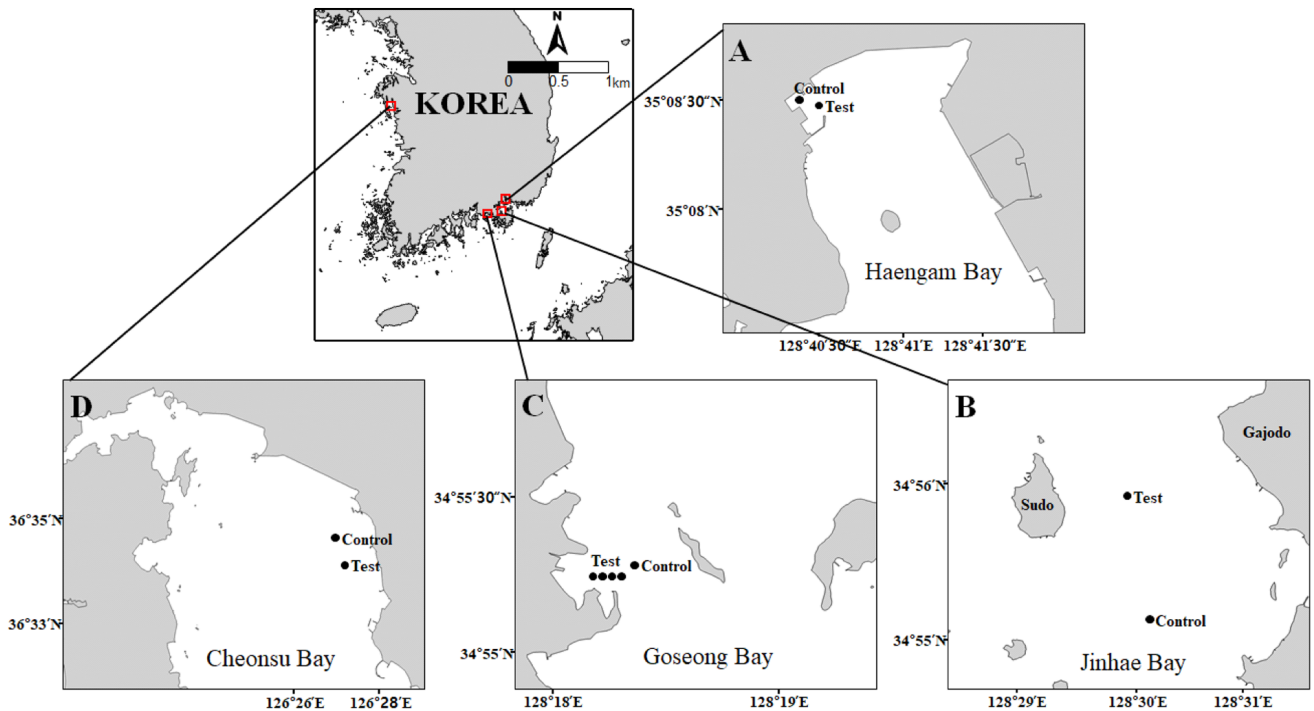 N
0 0.5 1km
KOREA
A
Control
Test
35°08′30″N
35°08′N
Haengam Bay
128°40′30″E 128°41′E 128°41′30″E
D
36°35′N
Control
Test
36°33′N
Cheonsu Bay
126°26′E 126°28′E
C
34°55′30″N
Test
Control
34°55′N
Goseong Bay
128°18′E 128°19′E
B
Gajodo
34°56′N
Sudo
Test
Control
34°55′N
Jinhae Bay
128°29′E 128°30′E 128°31′E